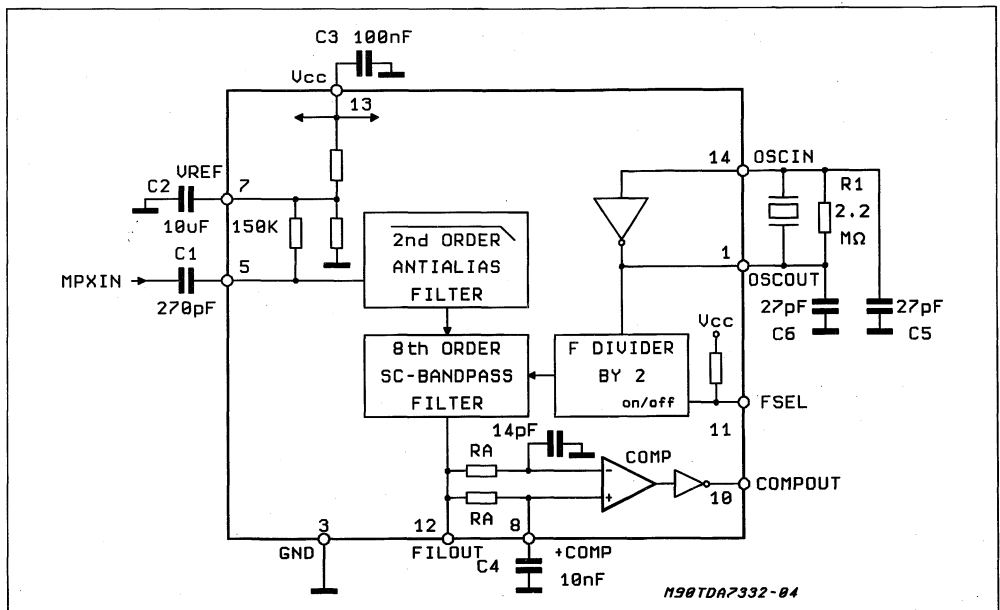 C3 100nF
Vcc
13
14 OSCIN
C2 VREF
7
10uF
150K
R1
2.2
MΩ
2nd ORDER
ANTIALIAS
FILTER
C1
MPXIN
5
270pF
1
OSCOUT
27pF
C6
27pF
C5
Vcc
8th ORDER
SC-BANDPASS
FILTER
F DIVIDER
BY 2
on/off
FSEL
11
14pF
RA
COMP
-
+
RA
10 COMPOUT
3
GND
12
FILOUT
8
+COMP
C4
10nF
M90TDA7332-04